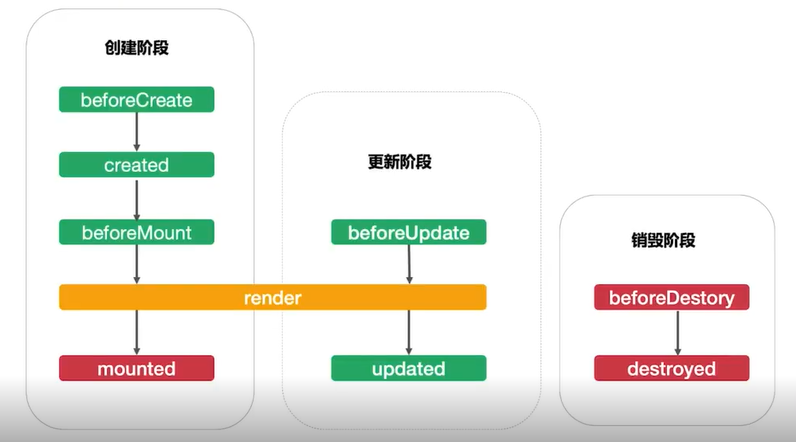 创建阶段
beforeCreate
created
beforeMount
render
mounted
更新阶段
beforeUpdate
updated
销毁阶段
beforeDestory
destroyed